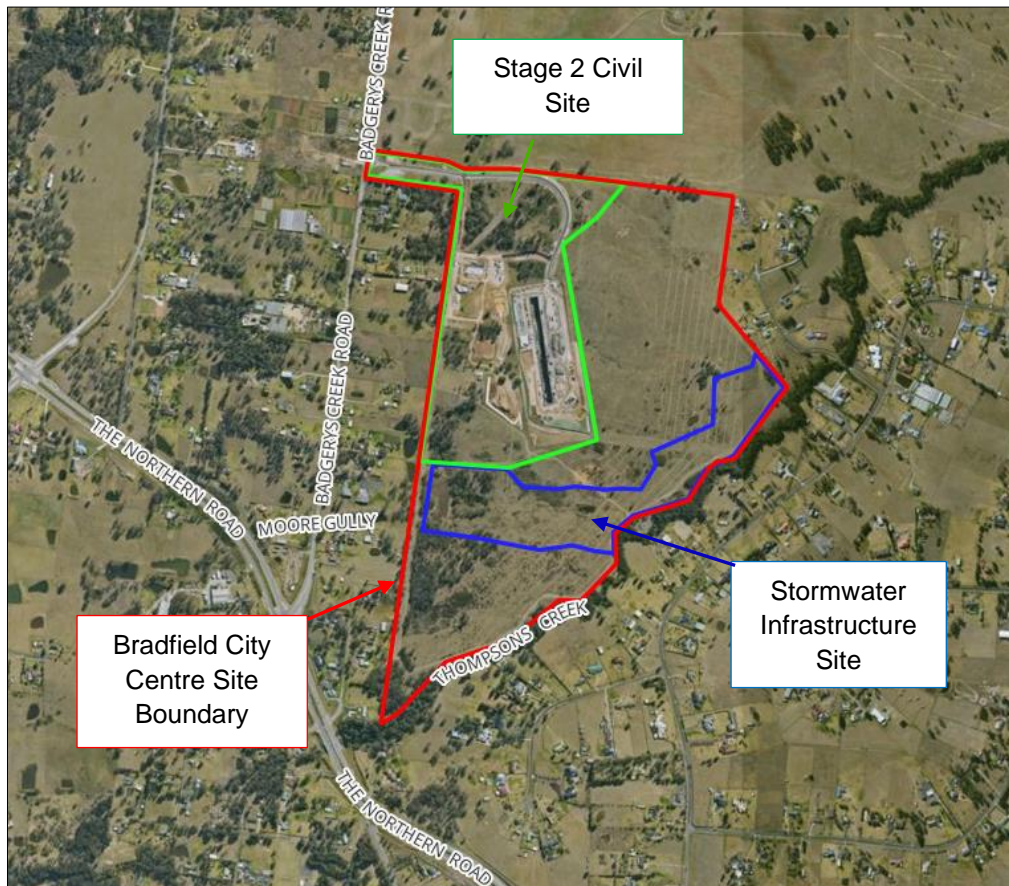 Stage 2 Civil
Site
BADGERYS CREEK R
BADGERYS CREEK ROAD
THE NORTHERN ROAD
MOORE GULLY
Bradfield City
Centre Site
Boundary
THOMPSONS CREEK
Stormwater
Infrastructure
Site
THE NORTHERN ROAD